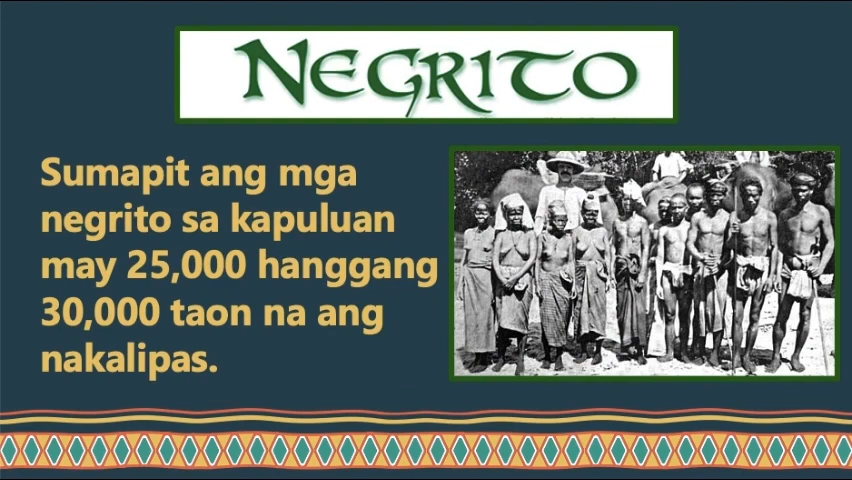 NEGRITO
Sumapit ang mga
negrito sa kapuluan
may 25,000 hanggang
30,000 taon na ang
nakalipas.